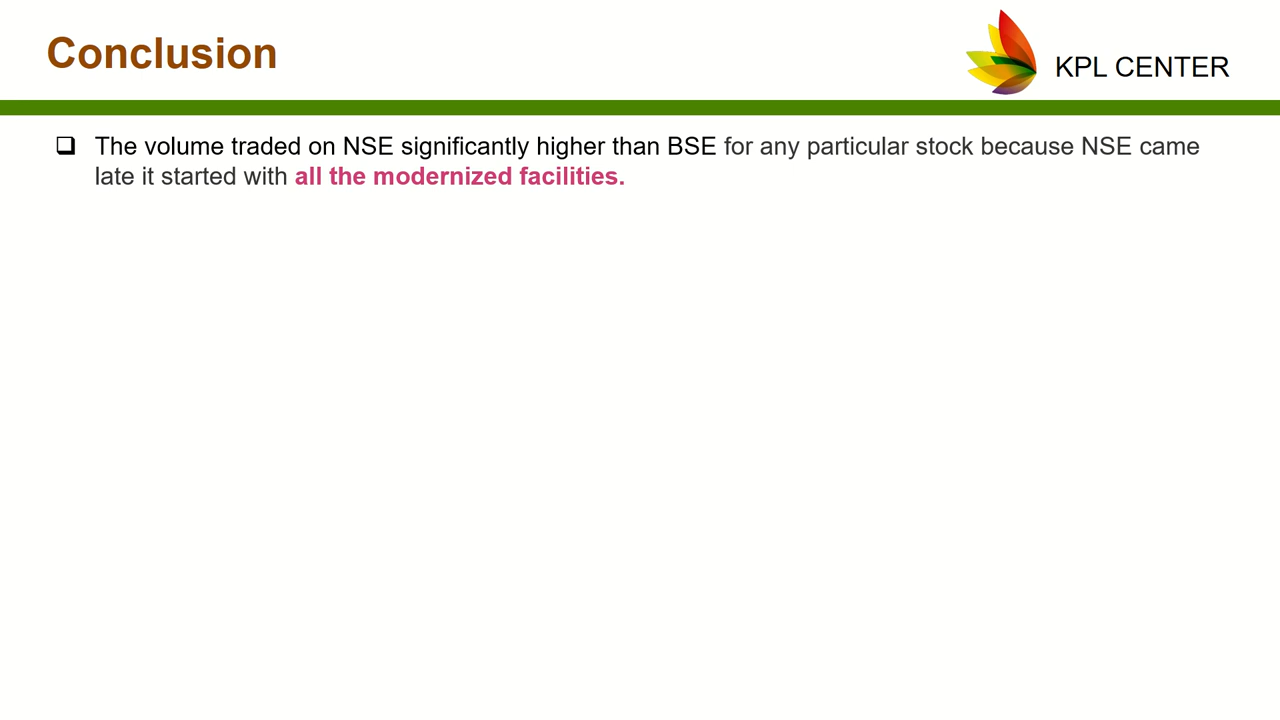 Conclusion
KPL CENTER
The volume traded on NSE significantly higher than BSE for any particular stock because NSE came
late it started with all the modernized facilities.